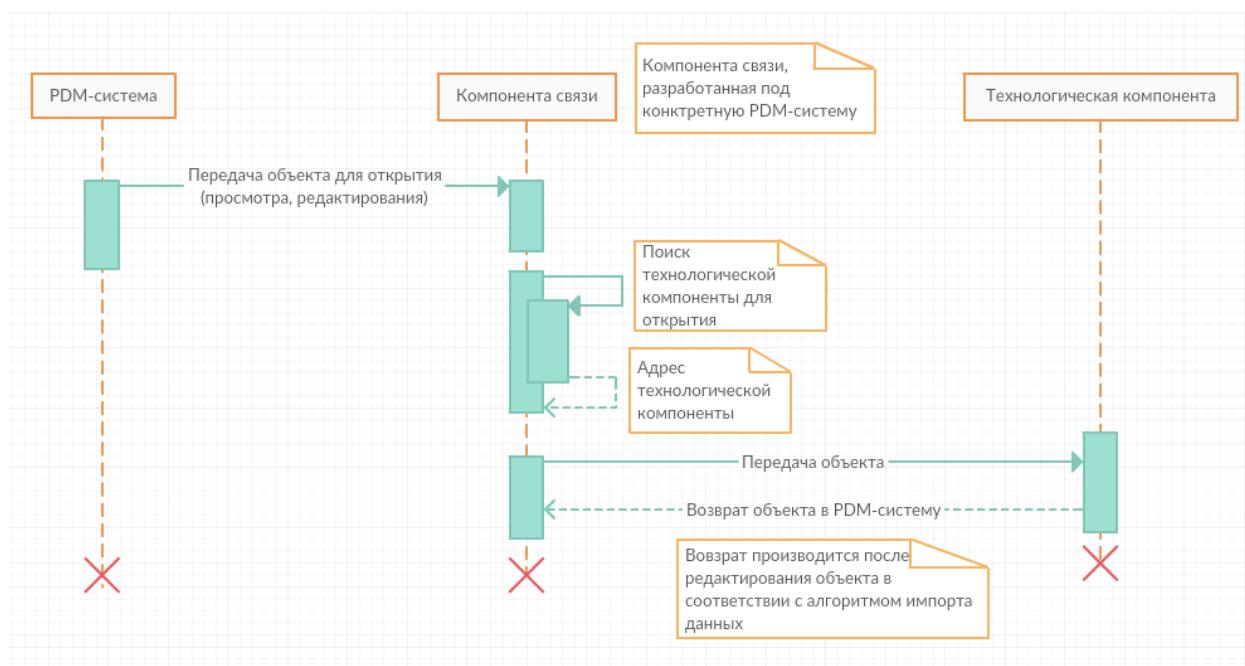 PDM-система
Компонента связи
Компонента связи,
разработанная под
конктретную PDM-систему
Технологическая компонента
Передача объекта для открытия
(просмотра, редактирования)
Поиск
технологической
компоненты для
открытия
Адрес
технологической
компоненты
Передача объекта
Возврат объекта в PDM-систему
Вовзрат производится после
редактирования объекта в
соответствии с алгоритмом импорта
данных